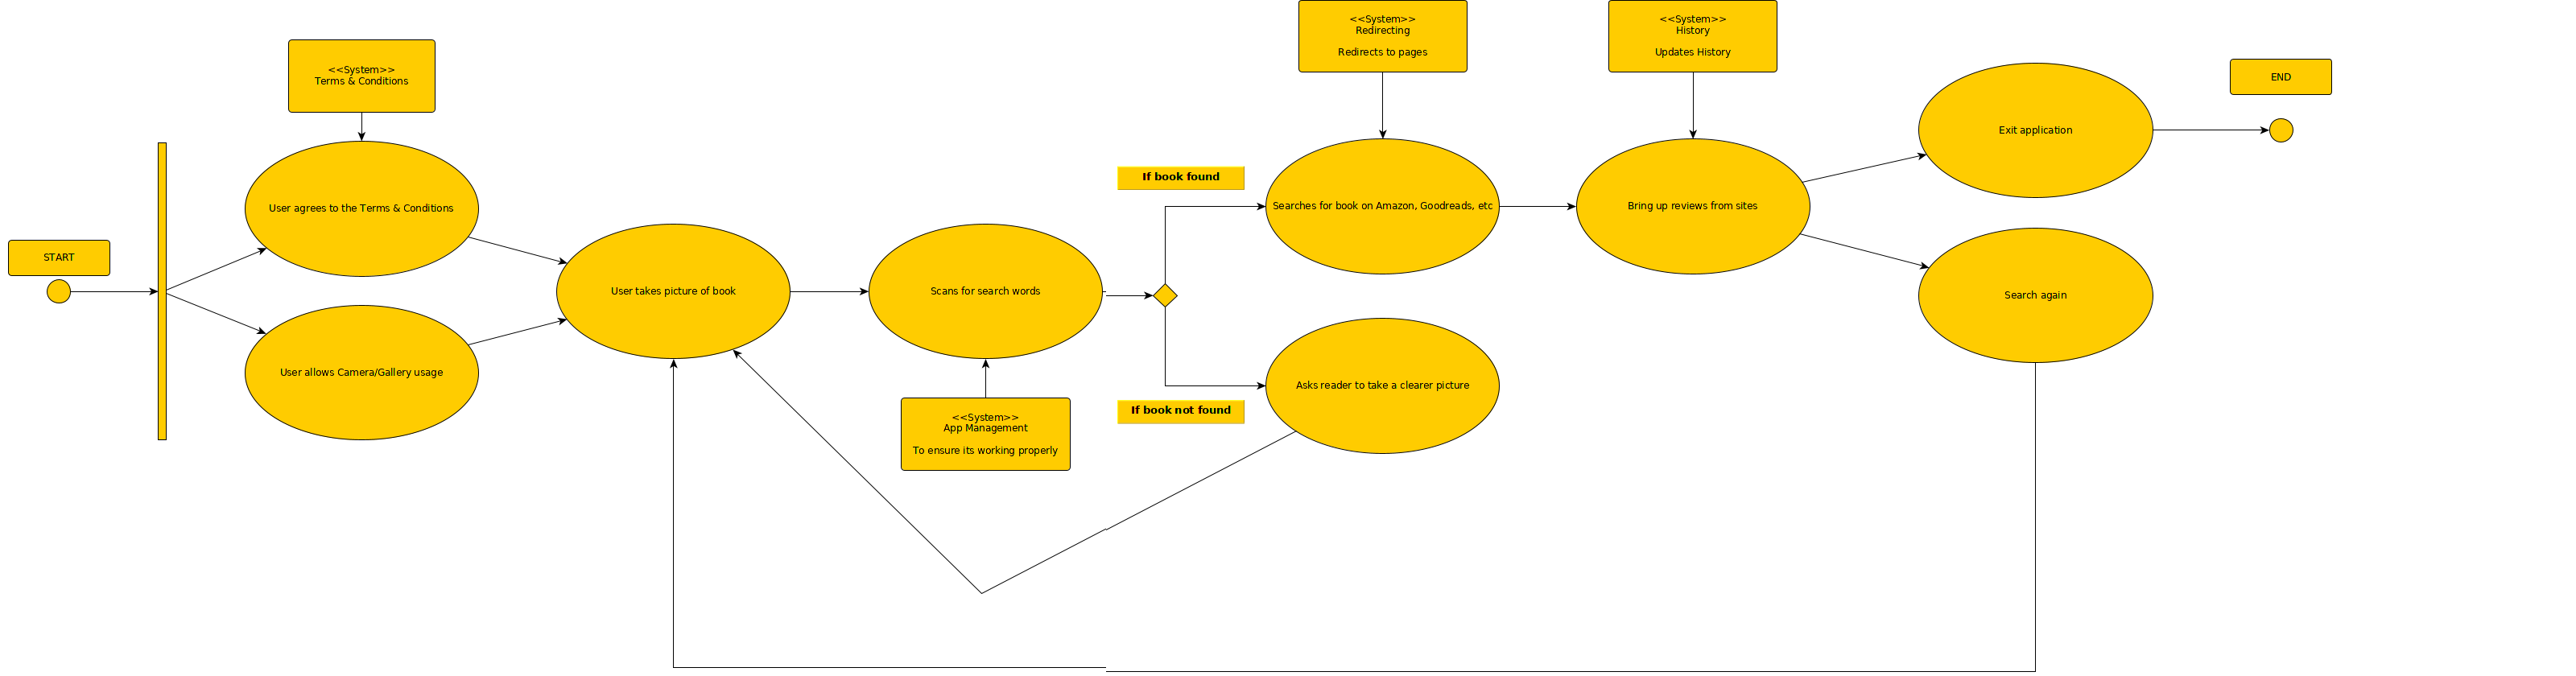 START
<<System>>
Terms & Conditions
User agrees to the Terms & Conditions
User allows Camera/Gallery usage
User takes picture of book
Scans for search words
<<System>>
App Management
To ensure its working properly
If book found
If book not found
<<System>>
Redirecting
Redirects to pages
Searches for book on Amazon, Goodreads, etc
Asks reader to take a clearer picture
<<System>>
History
Updates History
Bring up reviews from sites
Exit application
Search again
END